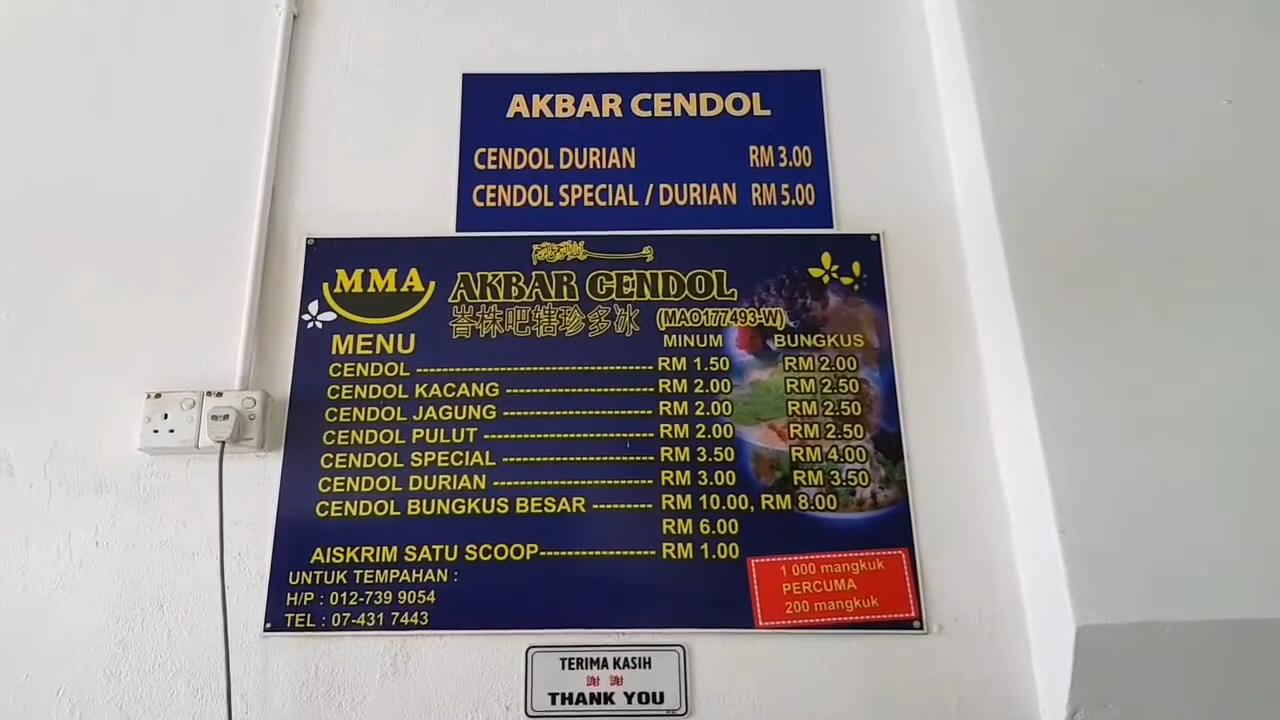 AKBAR CENDOL
CENDOL DURIAN RM 3.00
CENDOL SPECIAL / DURIAN RM 5.00
MMA
AKBAR CENDOL
峇株吧辖珍多冰 (MAO177493-W)
MENU MINUM BUNGKUS
CENDOL ---------------------------------- RM 1.50 RM 2.00
CENDOL KACANG --------------------- RM 2.00 RM 2.50
CENDOL JAGUNG --------------------- RM 2.00 RM 2.50
CENDOL PULUT ------------------------ RM 2.00 RM 2.50
CENDOL SPECIAL --------------------- RM 3.50 RM 4.00
CENDOL DURIAN ---------------------- RM 3.00 RM 3.50
CENDOL BUNGKUS BESAR --------- RM 10.00, RM 8.00
RM 6.00
AISKRIM SATU SCOOP----------------- RM 1.00
UNTUK TEMPAHAN :
H/P : 012-739 9054
TEL : 07-431 7443
1 000 mangkuk
PERCUMA
200 mangkuk
TERIMA KASIH
謝 謝
THANK YOU